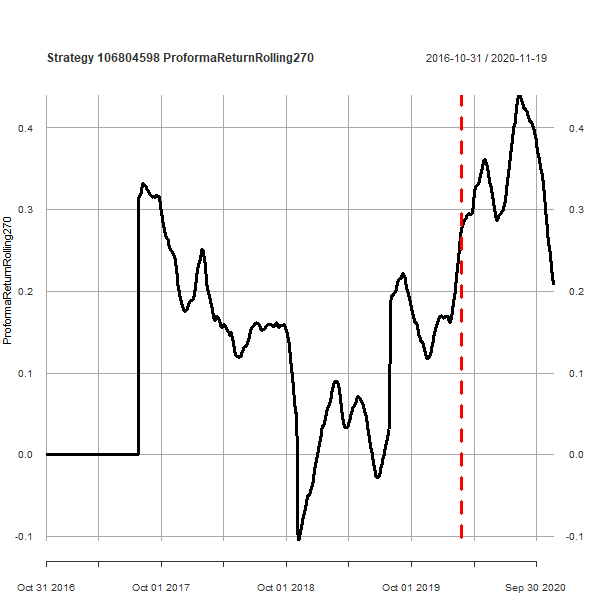 Strategy 106804598 ProformaReturnRolling270
2016-10-31 / 2020-11-19
ProformaReturnRolling270
0.4 0.4
0.3 0.3
0.2 0.2
0.1 0.1
0.0 0.0
-0.1 -0.1
Oct 31 2016 Oct 01 2017 Oct 01 2018 Oct 01 2019 Sep 30 2020